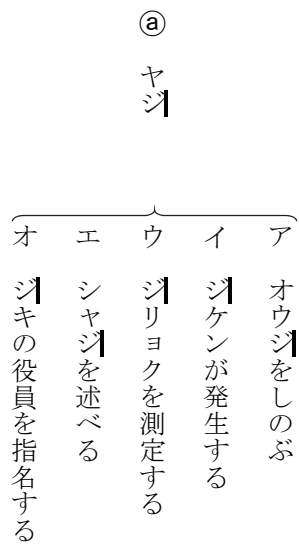 ⓐ ヤジ
ア オウジをしのぶ
イ ジケンが発生する
ウ ジリョクを測定する
エ シャジを述べる
オ ジキの役員を指名する